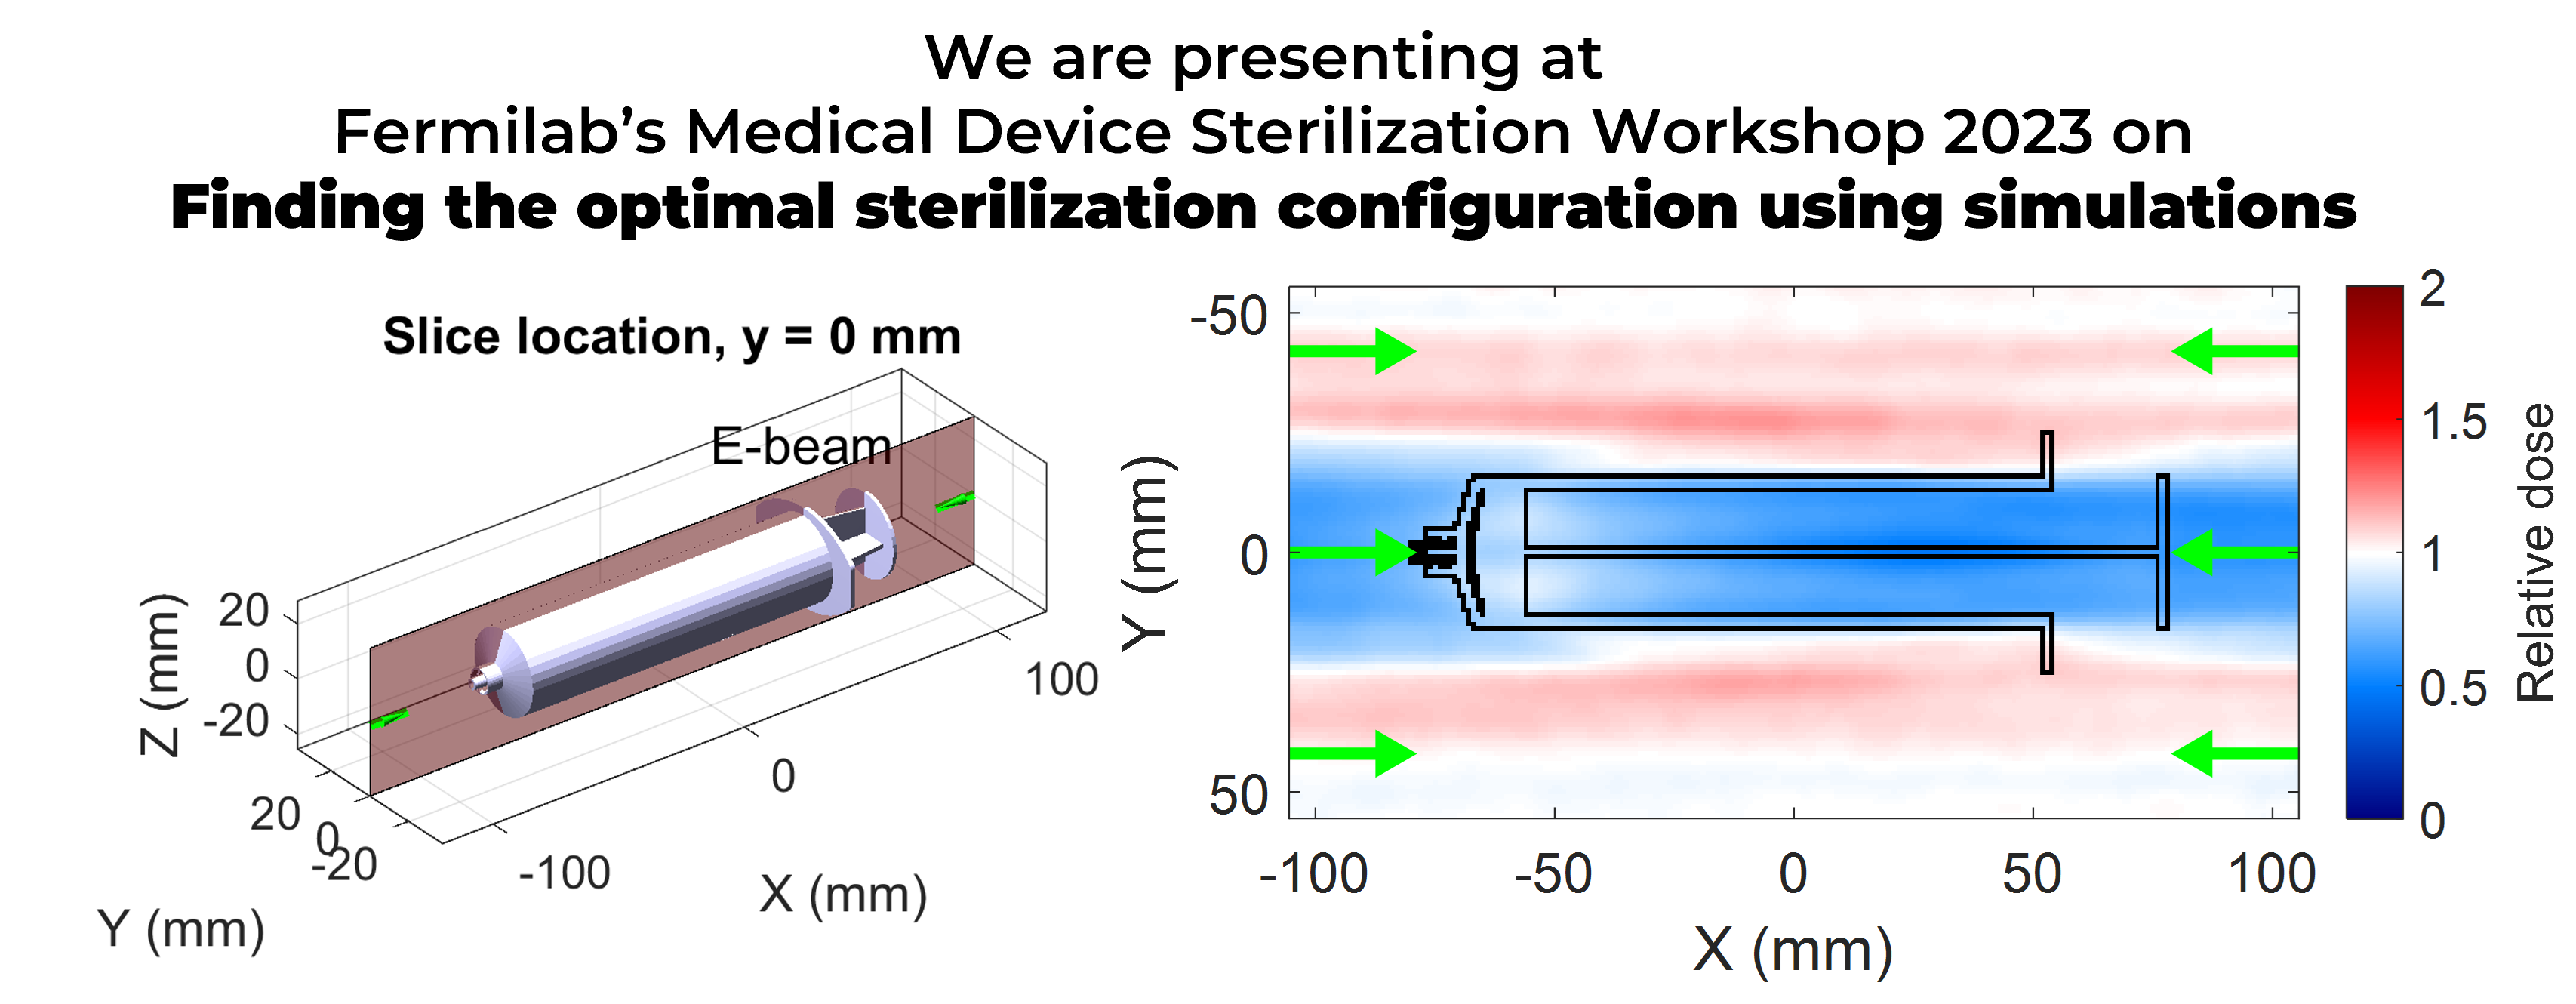 We are presenting at
Fermilab’s Medical Device Sterilization Workshop 2023 on
Finding the optimal sterilization configuration using simulations
Slice location, y = 0 mm
E-beam
20
0
-20
Z (mm)
20
0
-20
Y (mm)
-100
0
100
X (mm)
-50
0
50
Y (mm)
-100
-50
0
50
100
X (mm)
2
1.5
1
0.5
0
Relative dose